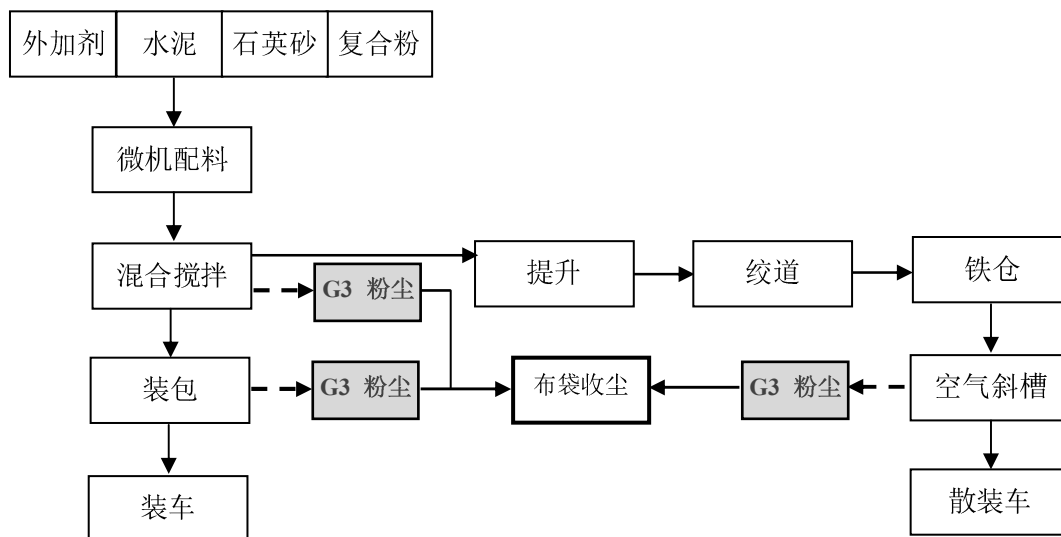 外加剂 水泥 石英砂 复合粉
微机配料
混合搅拌 提升 绞道 铁仓
G3 粉尘
装包 G3 粉尘 布袋收尘 G3 粉尘 空气斜槽
装车 散装车